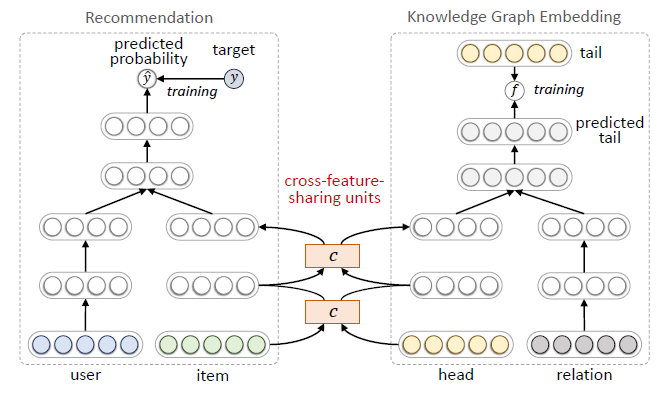 Recommendation
Knowledge Graph Embedding
predicted
probability
target
ŷ
y
training
tail
f
training
predicted
tail
cross-feature-
sharing units
c
c
user
item
head
relation